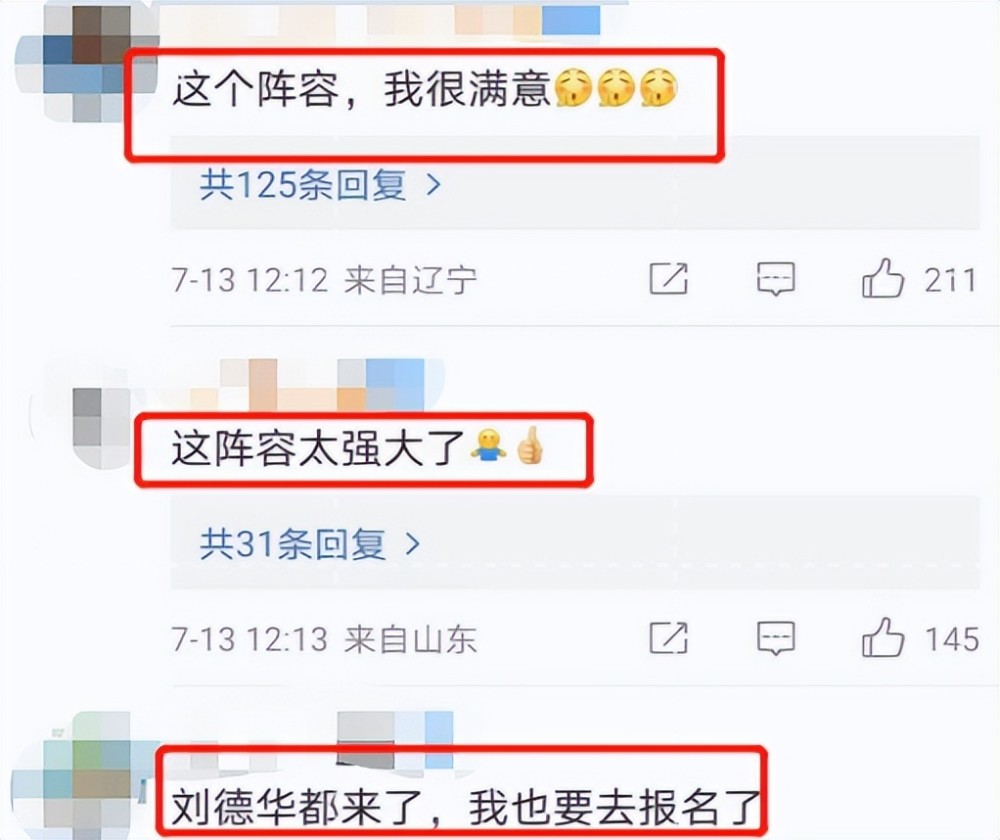 这个阵容，我很满意
共125条回复 >
7-13 12:12 来自辽宁
211
这阵容太强大了
共31条回复 >
7-13 12:13 来自山东
145
刘德华都来了，我也要去报名了